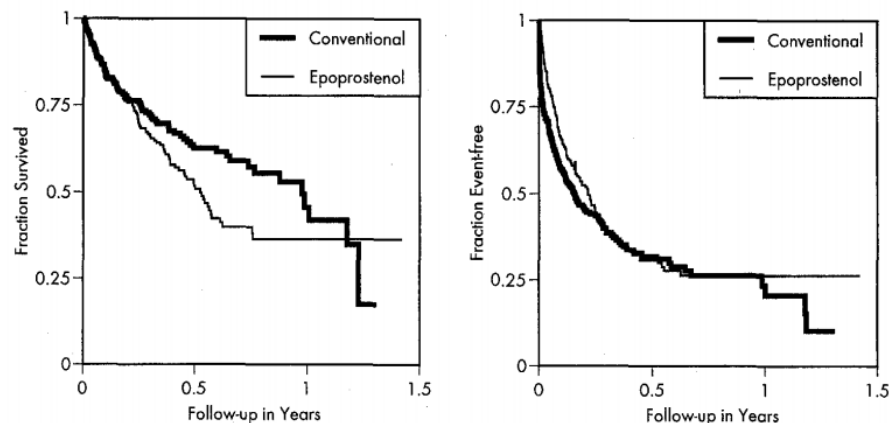 1
0.75
0.5
0.25
0
Fraction Survived
Conventional
Epoprostenol
0
0.5
1
1.5
Follow-up in Years
1
0.75
0.5
0.25
0
Fraction Event-free
Conventional
Epoprostenol
0
0.5
1
1.5
Follow-up in Years